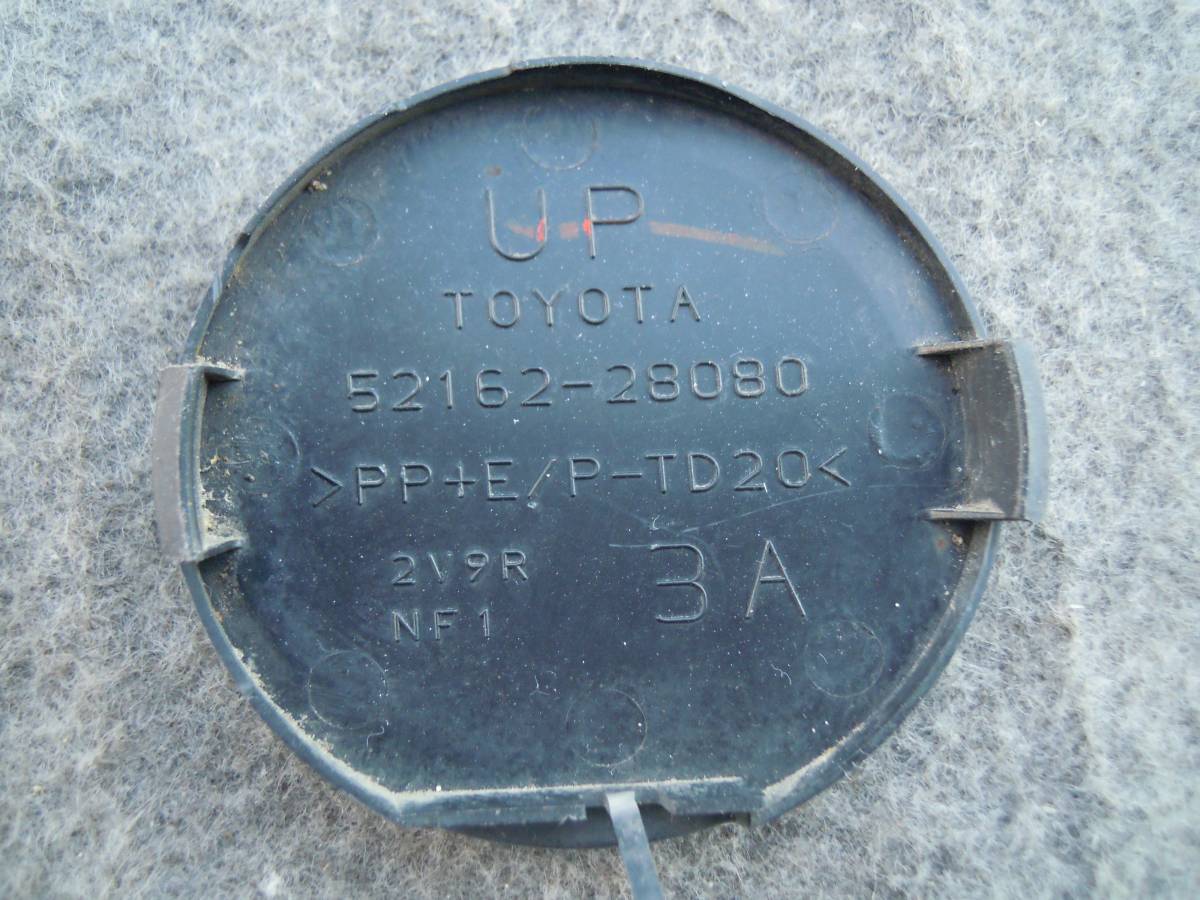 UP
TOYOTA
52162-28080
>PP+E/P-TD20<
2V9R 3A
NF1